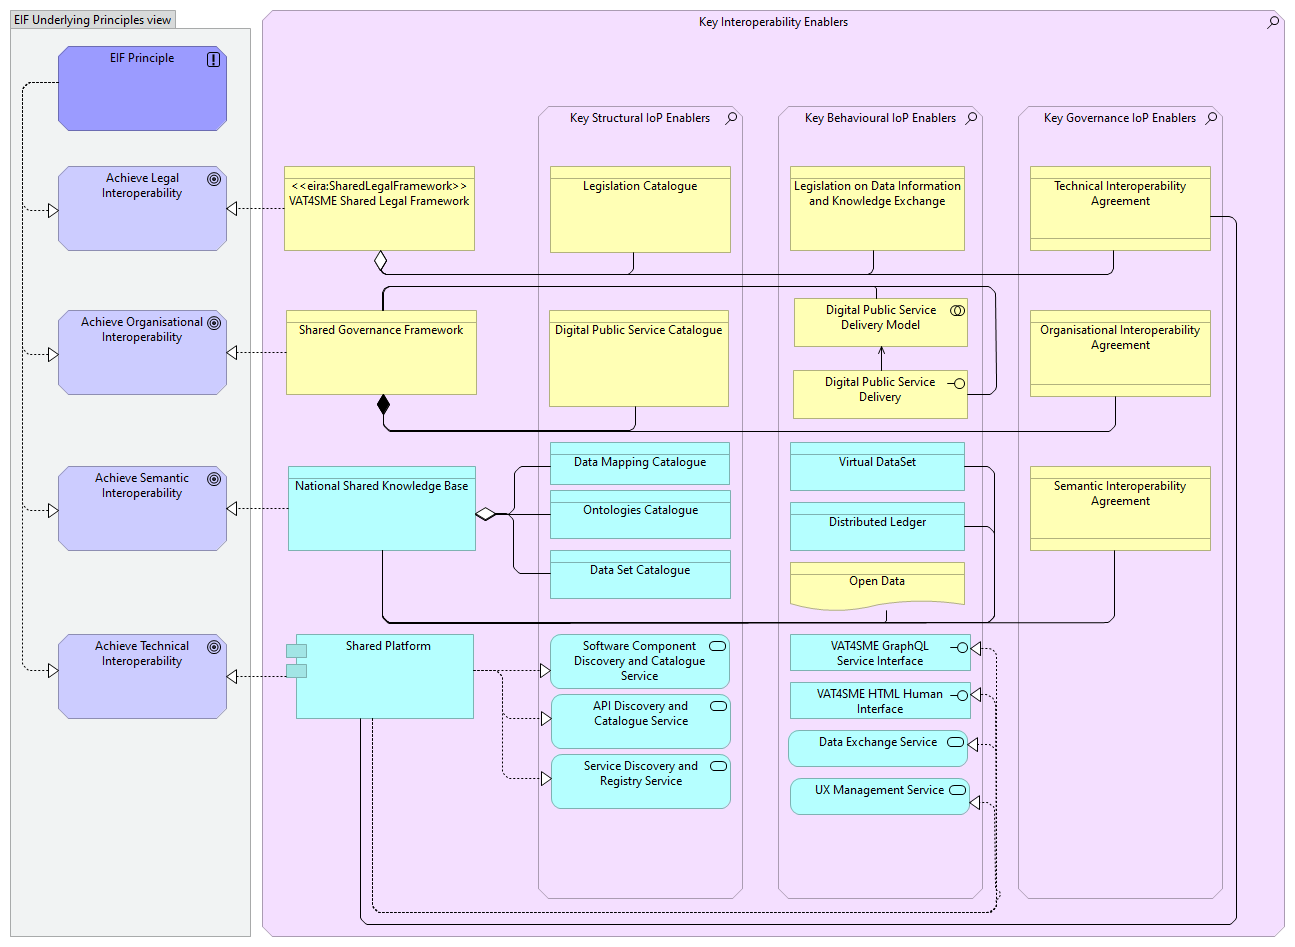 EIF Underlying Principles view
Key Interoperability Enablers
EIF Principle
Key Structural IoP Enablers
Key Behavioural IoP Enablers
Key Governance IoP Enablers
Achieve Legal
Interoperability
<<eira:SharedLegalFramework>>
VAT4SME Shared Legal Framework
Legislation Catalogue
Legislation on Data Information
and Knowledge Exchange
Technical Interoperability
Agreement
Achieve Organisational
Interoperability
Shared Governance Framework
Digital Public Service Catalogue
Digital Public Service
Delivery Model
Digital Public Service
Delivery
Organisational Interoperability
Agreement
Achieve Semantic
Interoperability
National Shared Knowledge Base
Data Mapping Catalogue
Ontologies Catalogue
Data Set Catalogue
Virtual DataSet
Distributed Ledger
Open Data
Semantic Interoperability
Agreement
Achieve Technical
Interoperability
Shared Platform
Software Component
Discovery and Catalogue
Service
API Discovery and
Catalogue Service
Service Discovery and
Registry Service
VAT4SME GraphQL
Service Interface
VAT4SME HTML Human
Interface
Data Exchange Service
UX Management Service